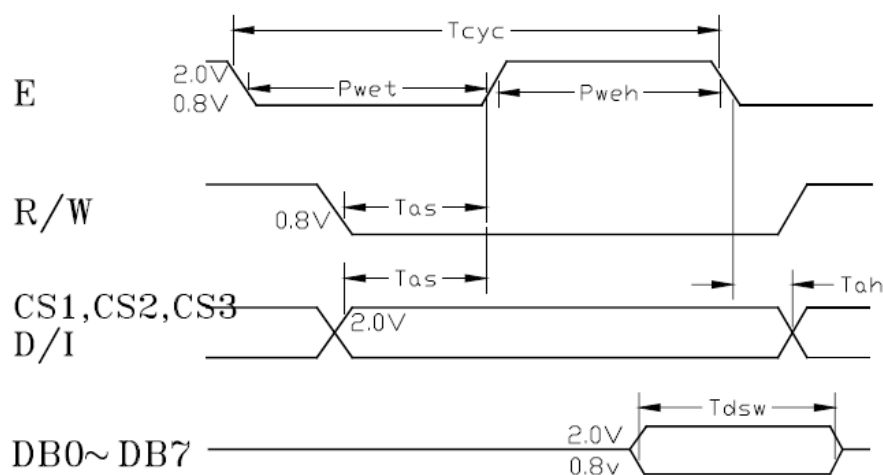 Tcyc
2.0V
E
Pwet
Pweh
0.8V
R/W
Tas
0.8V
Tas
Tah
CS1,CS2,CS3
2.0V
D/I
Tdsw
2.0V
DB0~DB7
0.8v